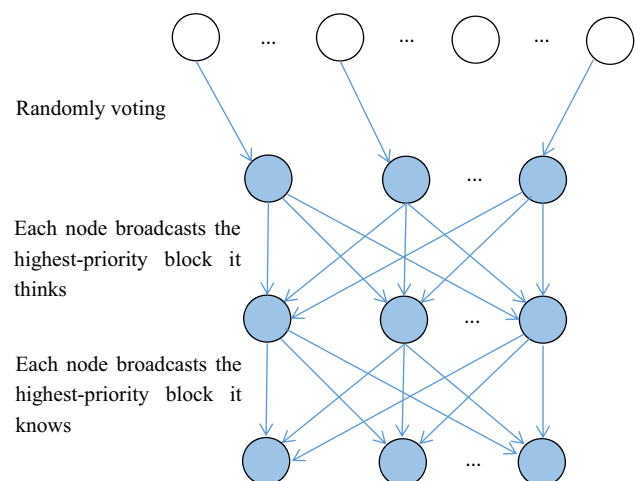 ... ... ...
Randomly voting
...
Each node broadcasts the
highest-priority block it
thinks
...
Each node broadcasts the
highest-priority block it
knows
...